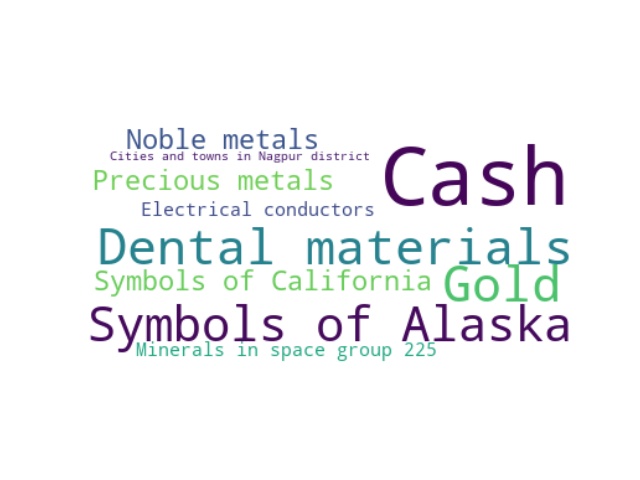 Noble metals
Cities and towns in Nagpur district
Cash
Precious metals
Electrical conductors
Dental materials
Symbols of California
Gold
Symbols of Alaska
Minerals in space group 225